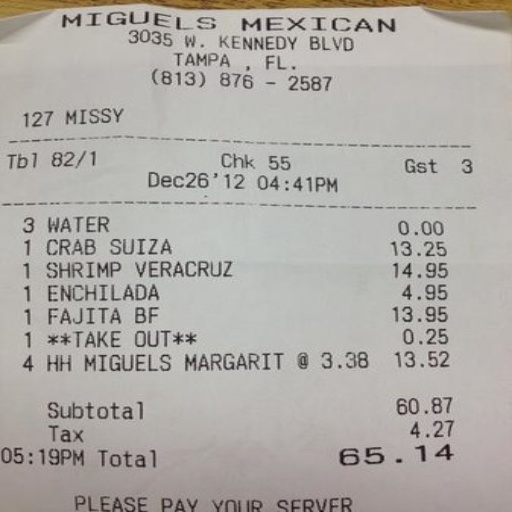 MIGUELS MEXICAN
3035 W. KENNEDY BLVD
TAMPA , FL.
(813) 876 - 2587
127 MISSY
Tbl 82/1 Chk 55 Gst 3
Dec26'12 04:41PM
3 WATER 0.00
1 CRAB SUIZA 13.25
1 SHRIMP VERACRUZ 14.95
1 ENCHILADA 4.95
1 FAJITA BF 13.95
1 **TAKE OUT** 0.25
4 HH MIGUELS MARGARIT @ 3.38 13.52
Subtotal 60.87
Tax 4.27
05:19PM Total 65.14
PLEASE PAY YOUR SERVER